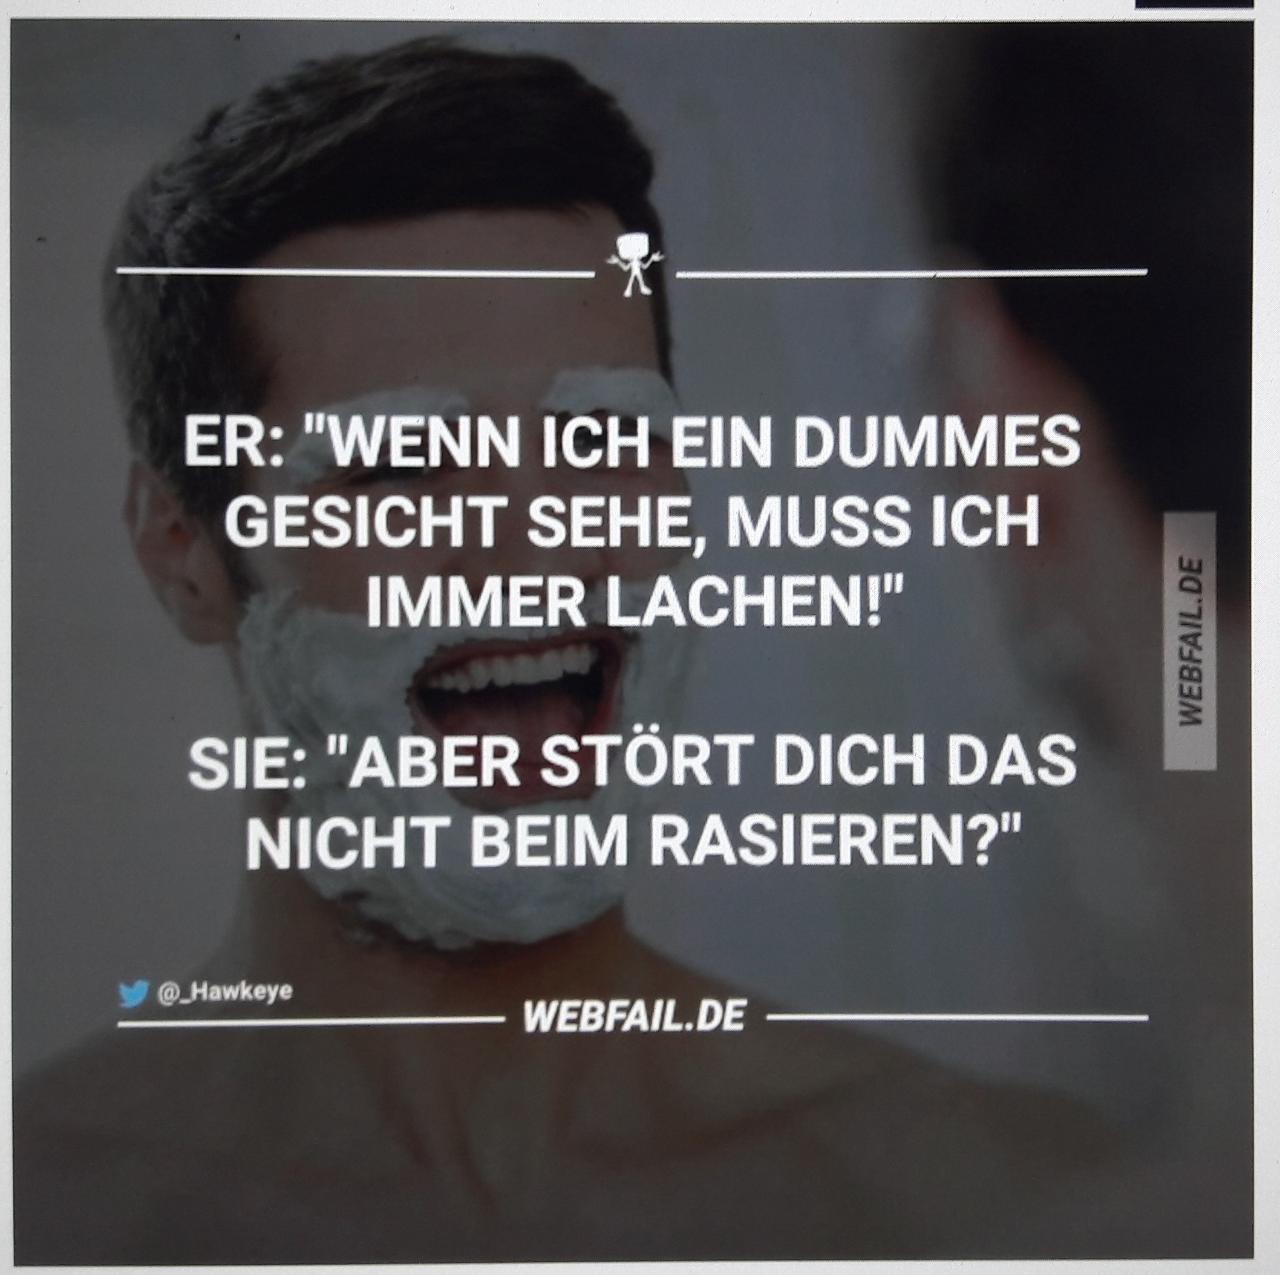 ER: "WENN ICH EIN DUMMES
GESICHT SEHE, MUSS ICH
IMMER LACHEN!"
SIE: "ABER STÖRT DICH DAS
NICHT BEIM RASIEREN?"
@_Hawkeye
WEBFAIL.DE
WEBFAIL.DE